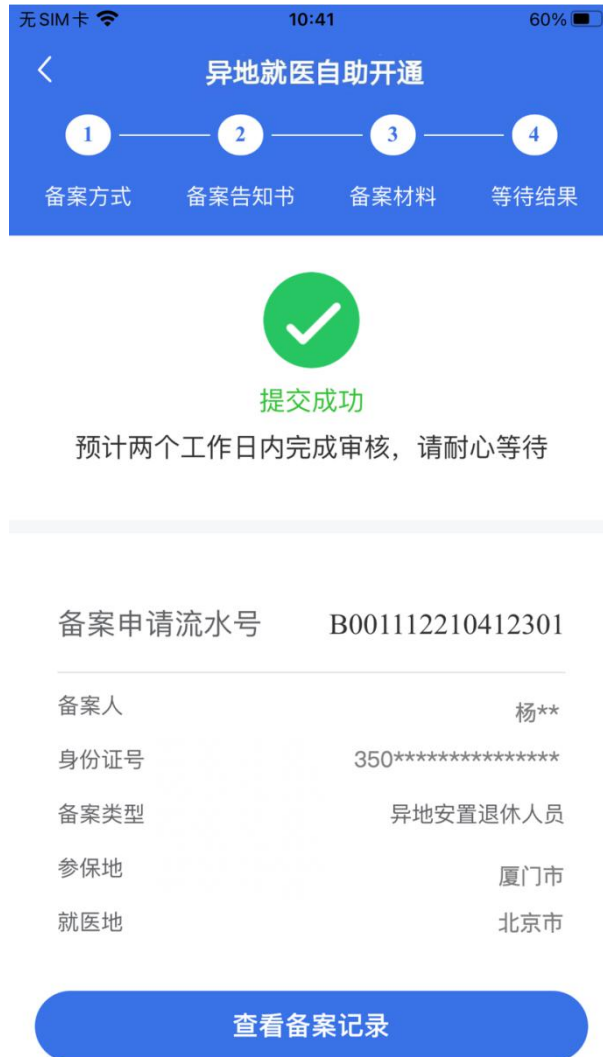 无SIM卡 10:41 60%
异地就医自助开通
1 2 3 4
备案方式 备案告知书 备案材料 等待结果
提交成功
预计两个工作日内完成审核，请耐心等待
备案申请流水号 B001112210412301
备案人 杨**
身份证号 350***************
备案类型 异地安置退休人员
参保地 厦门市
就医地 北京市
查看备案记录